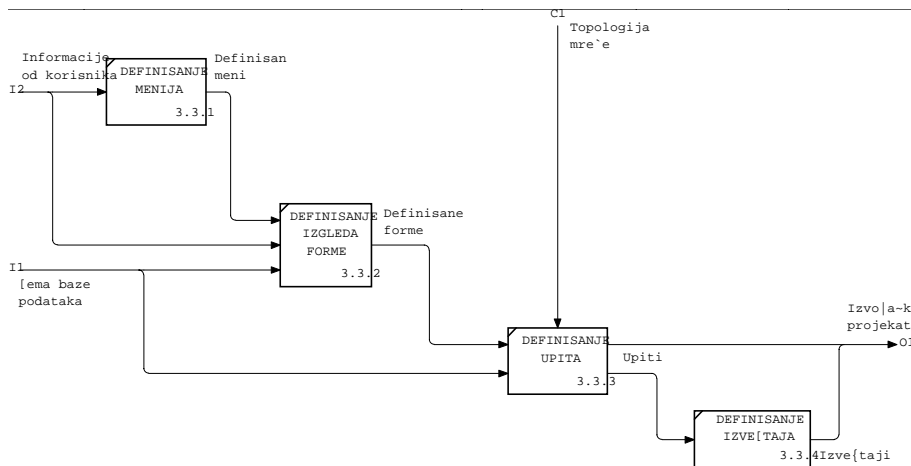 C1
Topologija
mre`e
Informacije
od korisnika
I2
DEFINISANJE
MENIJA
3.3.1
Definisan
meni
DEFINISANJE
IZGLEDA
FORME
3.3.2
Definisane
forme
I1
[ema baze
podataka
DEFINISANJE
UPITA
3.3.3
Upiti
Izvo|a~k
projekat
O1
DEFINISANJE
IZVE[TAJA
3.3.4
Izve{taji